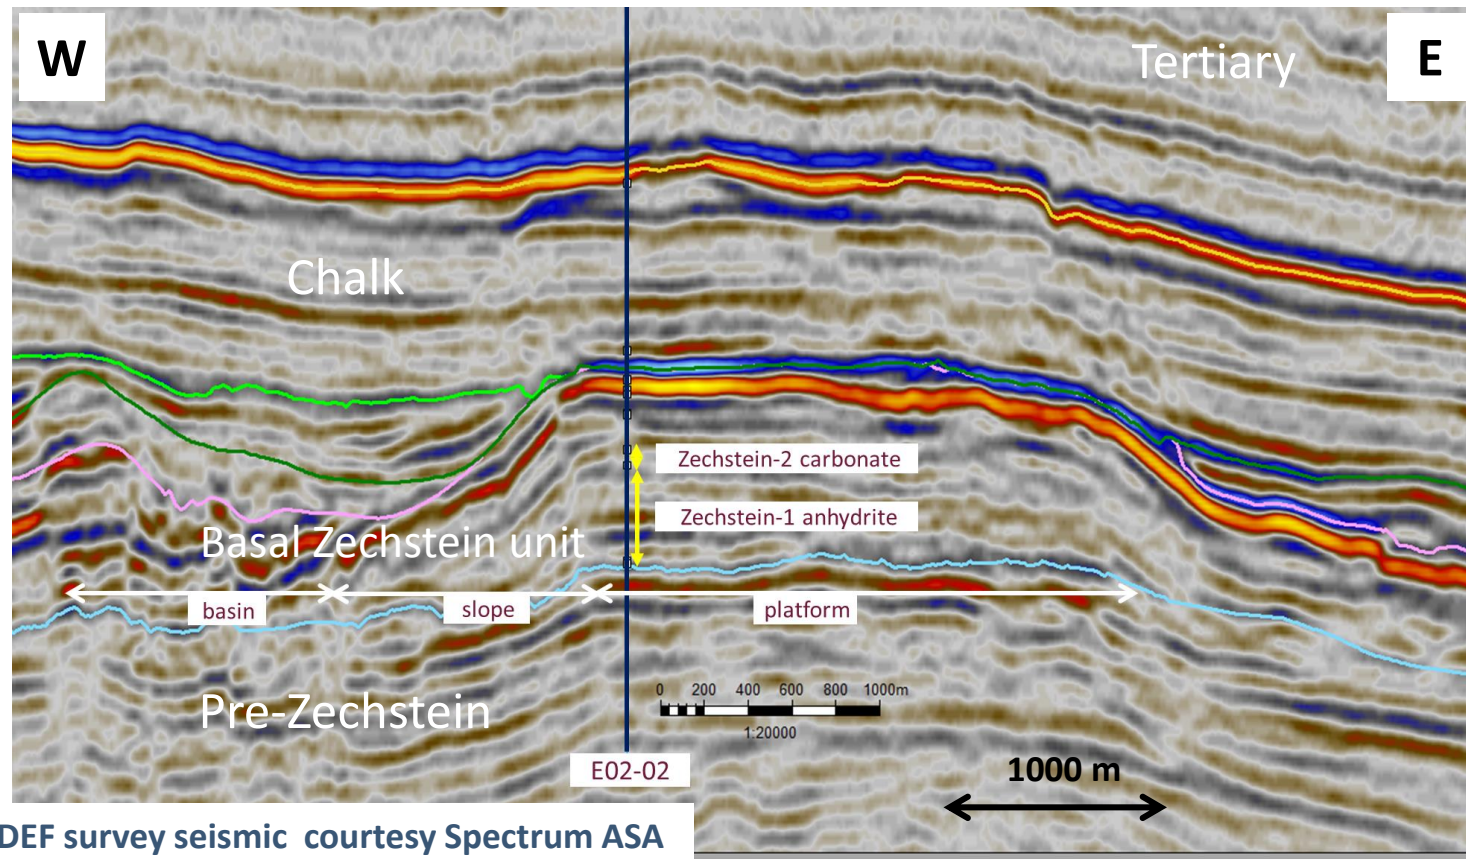 W
Tertiary
E
Chalk
Zechstein-2 carbonate
Zechstein-1 anhydrite
Basal Zechstein unit
basin
slope
platform
Pre-Zechstein
0 200 400 600 800 1000m
1:20000
E02-02
1000 m
DEF survey seismic courtesy Spectrum ASA